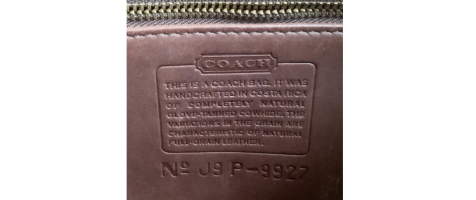 COACH
THIS IS A COACH BAG. IT WAS
HANDCRAFTED IN COSTA RICA
OF COMPLETELY NATURAL
GLOVE-TANNED COWHIDE, THE
VARIATIONS IN THE GRAIN ARE
CHARACTERISTIC OF NATURAL
FULL-GRAIN LEATHER.
Nº J9P-9927